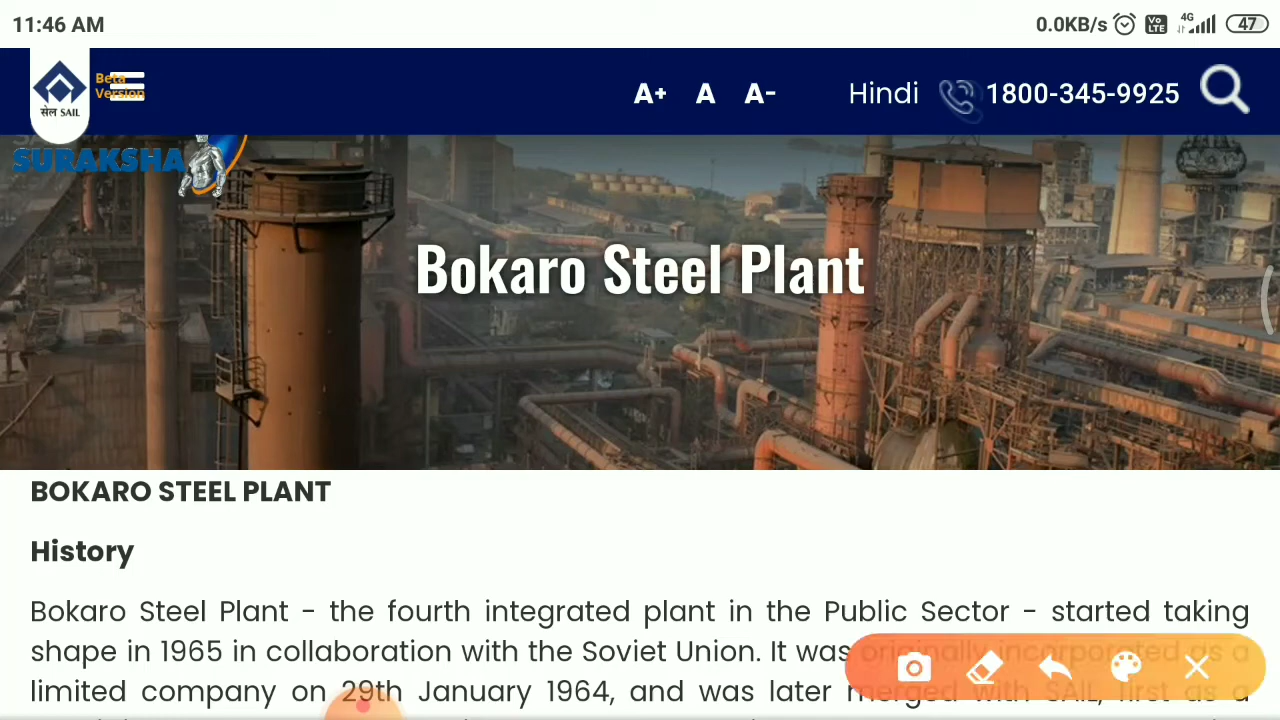 11:46 AM
0.0KB/s
Vo
LTE
4G
47
सेल SAIL
Beta
Version
A+ A A- Hindi 1800-345-9925
SURAKSHA
Bokaro Steel Plant
BOKARO STEEL PLANT
History
Bokaro Steel Plant - the fourth integrated plant in the Public Sector - started taking
shape in 1965 in collaboration with the Soviet Union. It was originally incorporated as a
limited company on 29th January 1964, and was later merged with SAIL, first as a